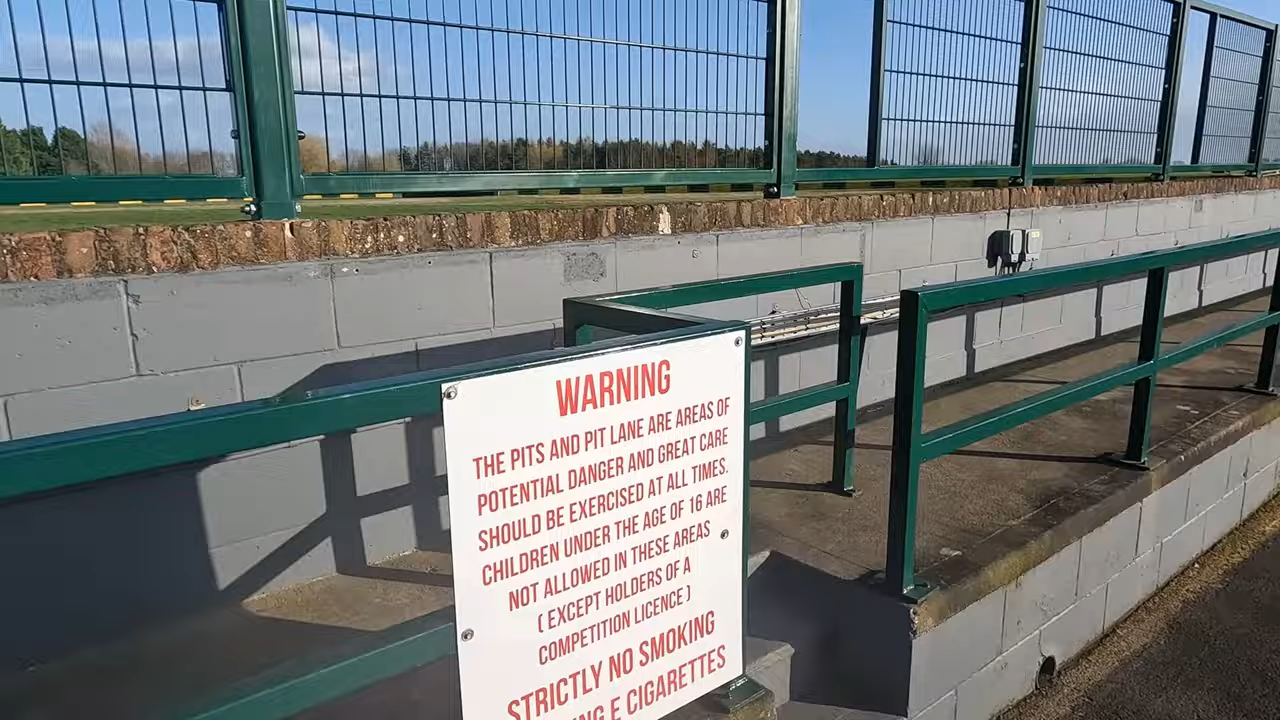 WARNING
THE PITS AND PIT LANE ARE AREAS OF
POTENTIAL DANGER AND GREAT CARE
SHOULD BE EXERCISED AT ALL TIMES.
CHILDREN UNDER THE AGE OF 16 ARE
NOT ALLOWED IN THESE AREAS
( EXCEPT HOLDERS OF A
COMPETITION LICENCE )
STRICTLY NO SMOKING
E CIGARETTES